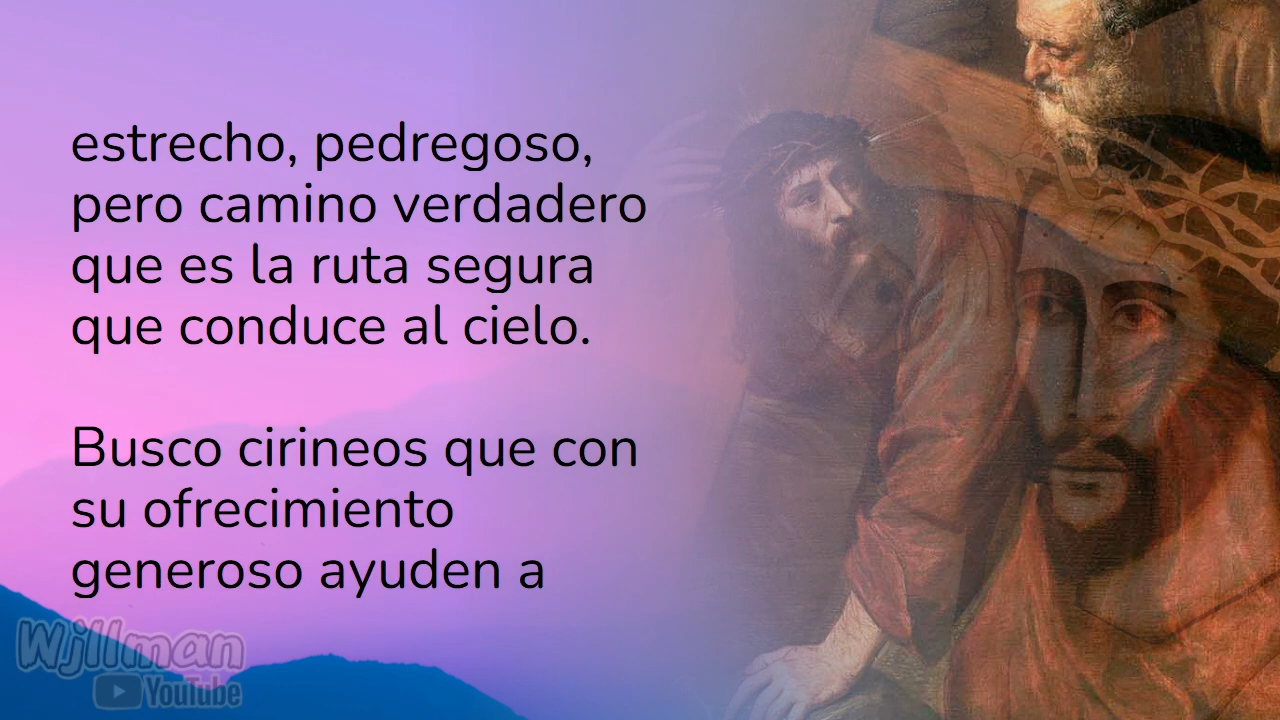 estrecho, pedregoso,
pero camino verdadero
que es la ruta segura
que conduce al cielo.
Busco cirineos que con
su ofrecimiento
generoso ayuden a
Wjllman
YouTube